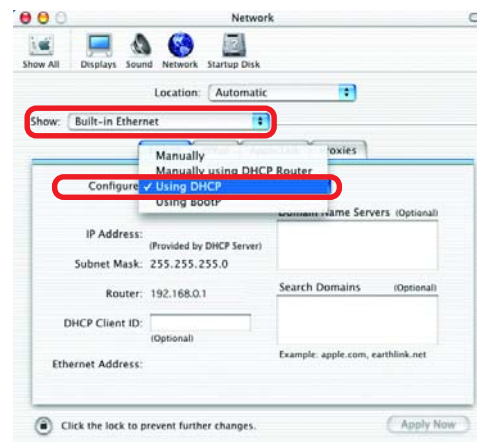 Network
Show All Displays Sound Network Startup Disk
Location: Automatic
Show: Built-in Ethernet
Proxies
Manually
Manually using DHCP Router
Configure ✓ Using DHCP
Using BootP
Domain Name Servers (Optional)
IP Address:
(Provided by DHCP Server)
Subnet Mask: 255.255.255.0
Router: 192.168.0.1
Search Domains (Optional)
DHCP Client ID:
(Optional)
Example: apple.com, earthlink.net
Ethernet Address:
Click the lock to prevent further changes.
Apply Now